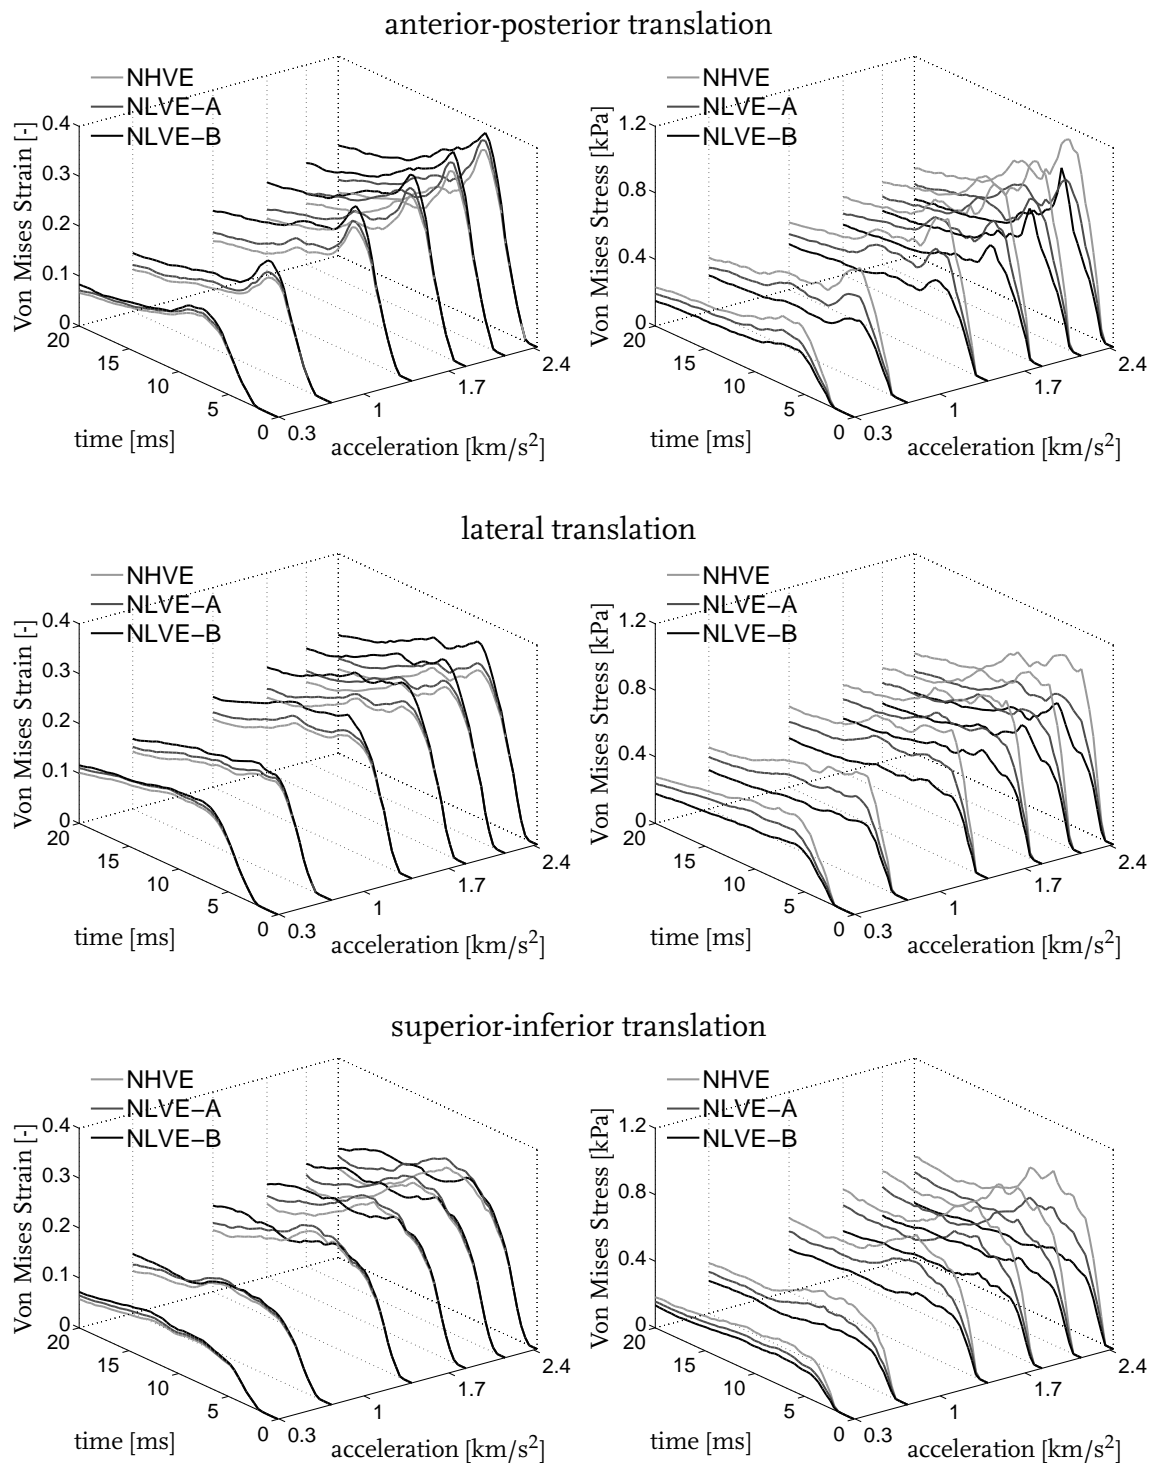 anterior-posterior translation
NHVE
NLVE-A
NLVE-B
Von Mises Strain [-]
0.4
0.3
0.2
0.1
0
20
15
10
5
0
time [ms]
0.3
1
1.7
2.4
acceleration [km/s²]
NHVE
NLVE-A
NLVE-B
Von Mises Stress [kPa]
1.2
0.8
0.4
0
20
15
10
5
0
time [ms]
0.3
1
1.7
2.4
acceleration [km/s²]
lateral translation
NHVE
NLVE-A
NLVE-B
Von Mises Strain [-]
0.4
0.3
0.2
0.1
0
20
15
10
5
0
time [ms]
0.3
1
1.7
2.4
acceleration [km/s²]
NHVE
NLVE-A
NLVE-B
Von Mises Stress [kPa]
1.2
0.8
0.4
0
20
15
10
5
0
time [ms]
0.3
1
1.7
2.4
acceleration [km/s²]
superior-inferior translation
NHVE
NLVE-A
NLVE-B
Von Mises Strain [-]
0.4
0.3
0.2
0.1
0
20
15
10
5
0
time [ms]
0.3
1
1.7
2.4
acceleration [km/s²]
NHVE
NLVE-A
NLVE-B
Von Mises Stress [kPa]
1.2
0.8
0.4
0
20
15
10
5
0
time [ms]
0.3
1
1.7
2.4
acceleration [km/s²]